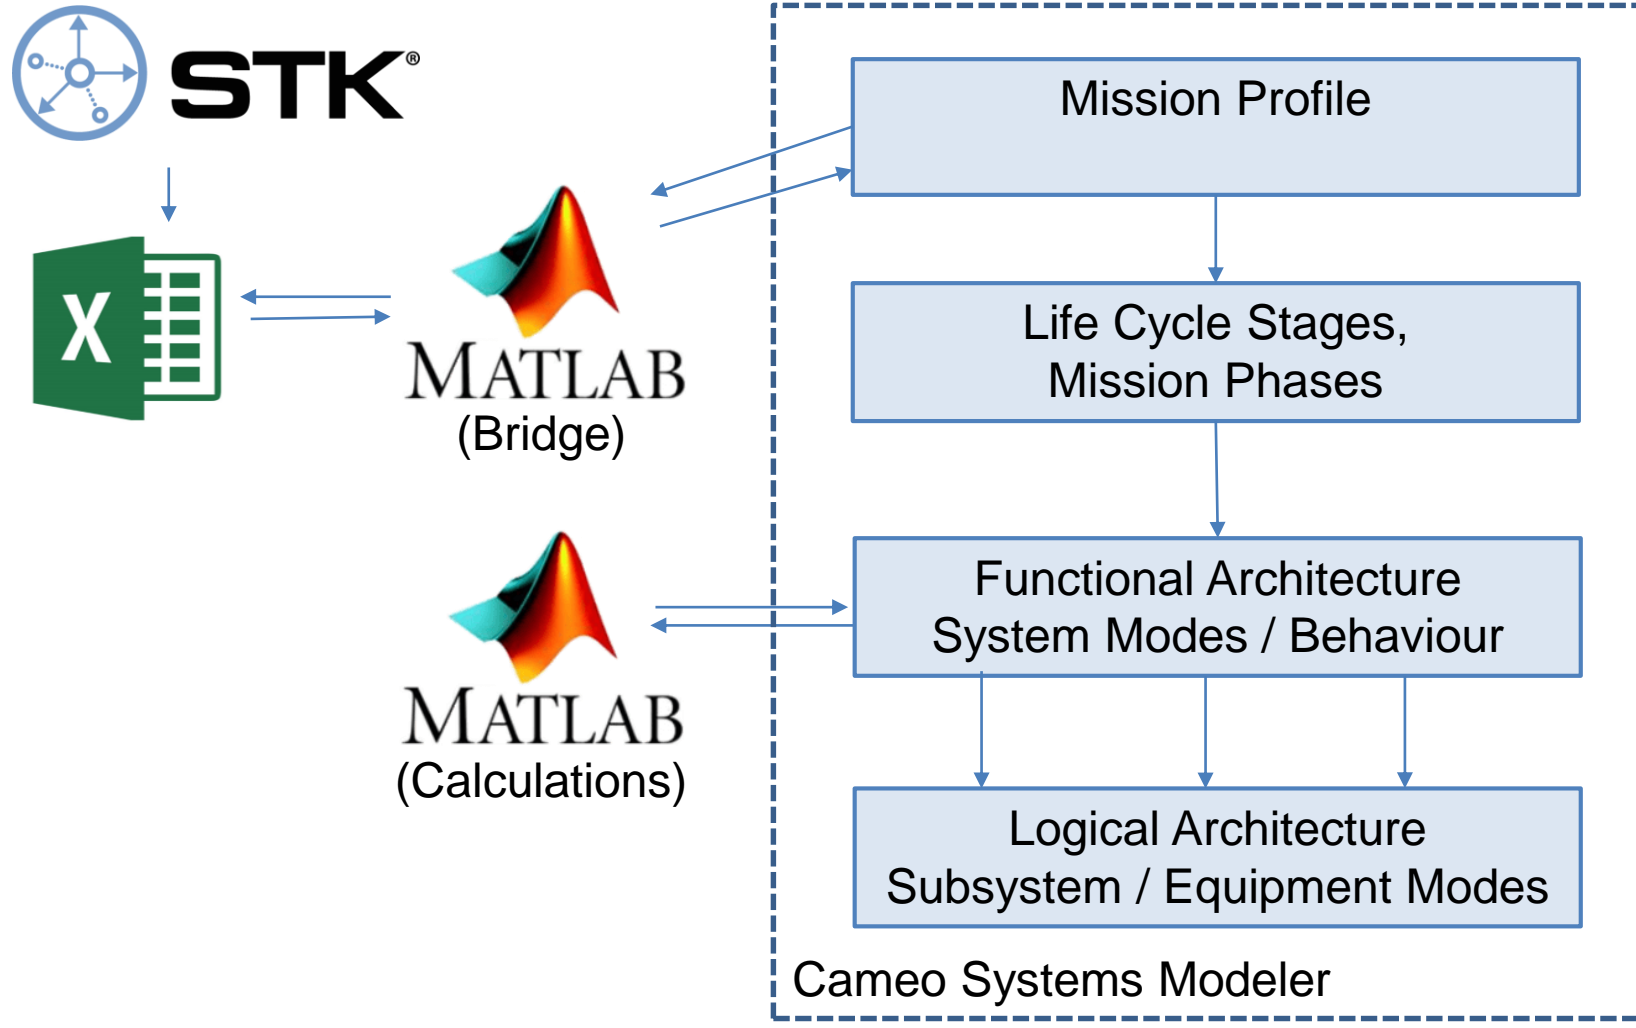 STK®
Mission Profile
X
MATLAB
(Bridge)
Life Cycle Stages,
Mission Phases
MATLAB
(Calculations)
Functional Architecture
System Modes / Behaviour
Logical Architecture
Subsystem / Equipment Modes
Cameo Systems Modeler